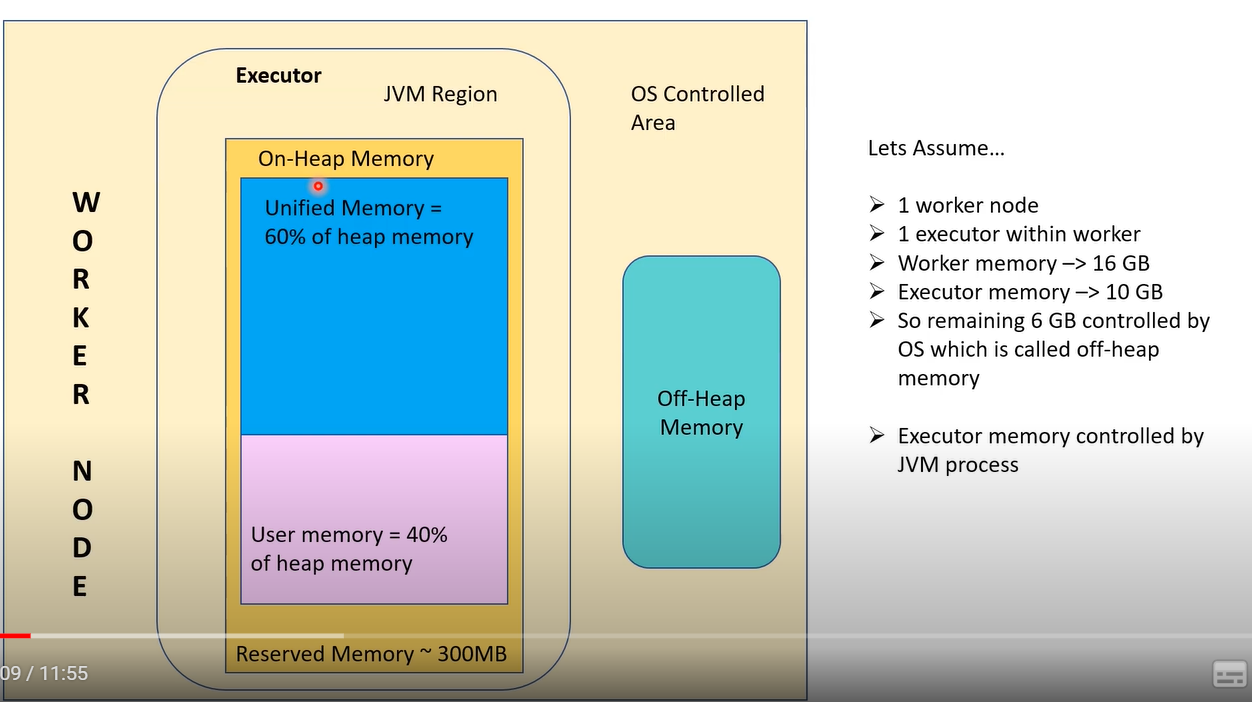 Executor
JVM Region
OS Controlled
Area
On-Heap Memory
Unified Memory =
60% of heap memory
User memory = 40%
of heap memory
Reserved Memory ~ 300MB
Off-Heap
Memory
W
O
R
K
E
R
N
O
D
E
Lets Assume...
➢ 1 worker node
➢ 1 executor within worker
➢ Worker memory –> 16 GB
➢ Executor memory –> 10 GB
➢ So remaining 6 GB controlled by
OS which is called off-heap
memory
➢ Executor memory controlled by
JVM process
09 / 11:55